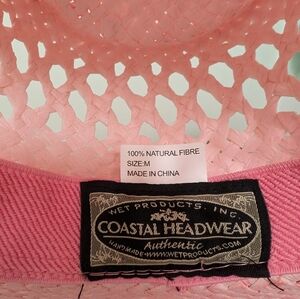 100% NATURAL FIBRE
SIZE:M
MADE IN CHINA
WET PRODUCTS, INC.
COASTAL HEADWEAR
Authentic
HANDMADE•WWW.WETPRODUCTS.COM